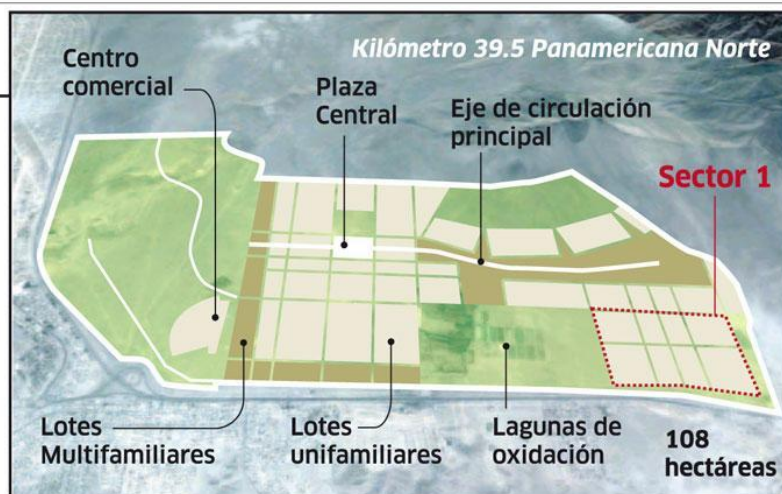 Kilómetro 39.5 Panamericana Norte
Centro
comercial
Plaza
Central
Eje de circulación
principal
Sector 1
Lotes
Multifamiliares
Lotes
unifamiliares
Lagunas de
oxidación
108
hectáreas